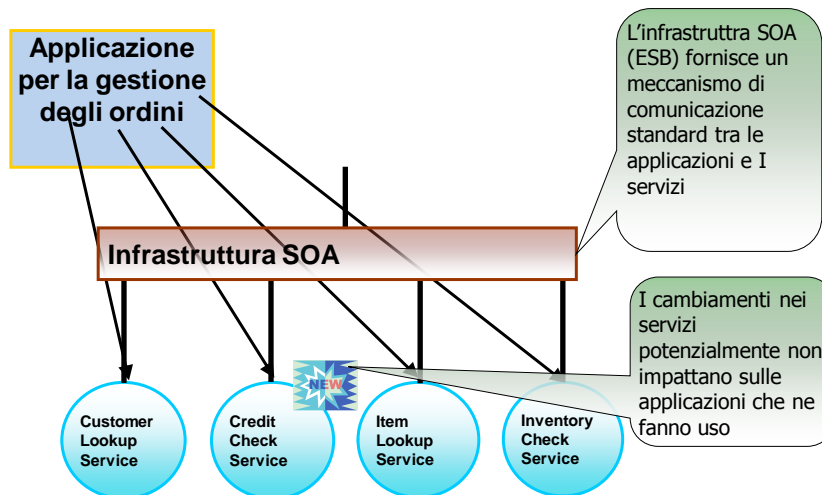 Applicazione
per la gestione
degli ordini
L'infrastruttra SOA
(ESB) fornisce un
meccanismo di
comunicazione
standard tra le
applicazioni e I
servizi
Infrastruttura SOA
I cambiamenti nei
servizi
potenzialmente non
impattano sulle
applicazioni che ne
fanno uso
NEW
Customer
Lookup
Service
Credit
Check
Service
Item
Lookup
Service
Inventory
Check
Service